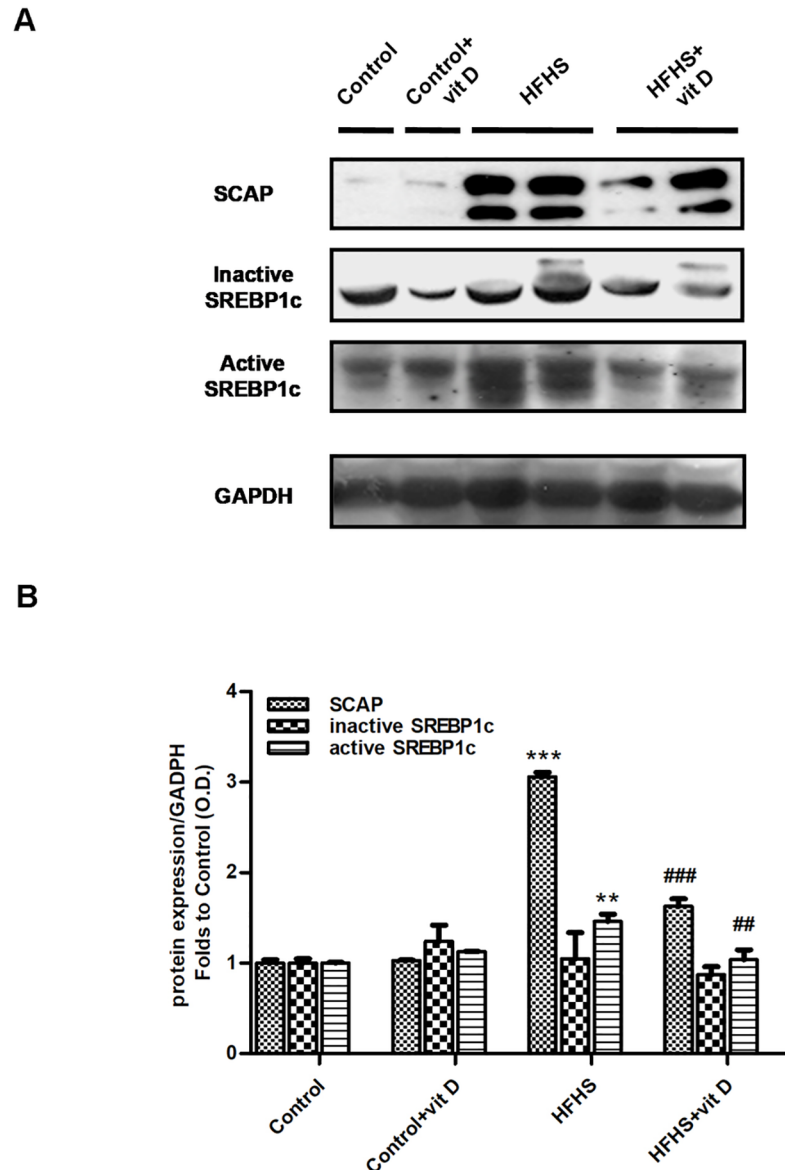 A
Control
Control+
vit D
HFHS
HFHS+
vit D
SCAP
Inactive
SREBP1c
Active
SREBP1c
GAPDH
B
protein expression/GADPH
Folds to Control (O.D.)
4
3
2
1
0
SCAP
inactive SREBP1c
active SREBP1c
***
**
###
##
Control
Control+vit D
HFHS
HFHS+vit D